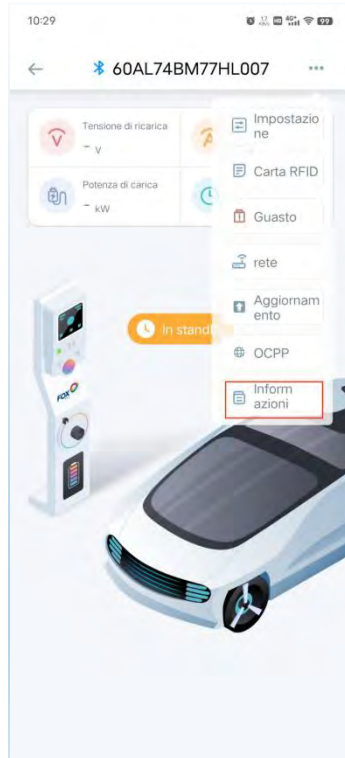 10:29
99
60AL74BM77HL007
Tensione di ricarica
- V
Potenza di carica
- kW
In stand
Impostazio
ne
Carta RFID
Guasto
rete
Aggiornam
ento
OCPP
Inform
azioni
FOX